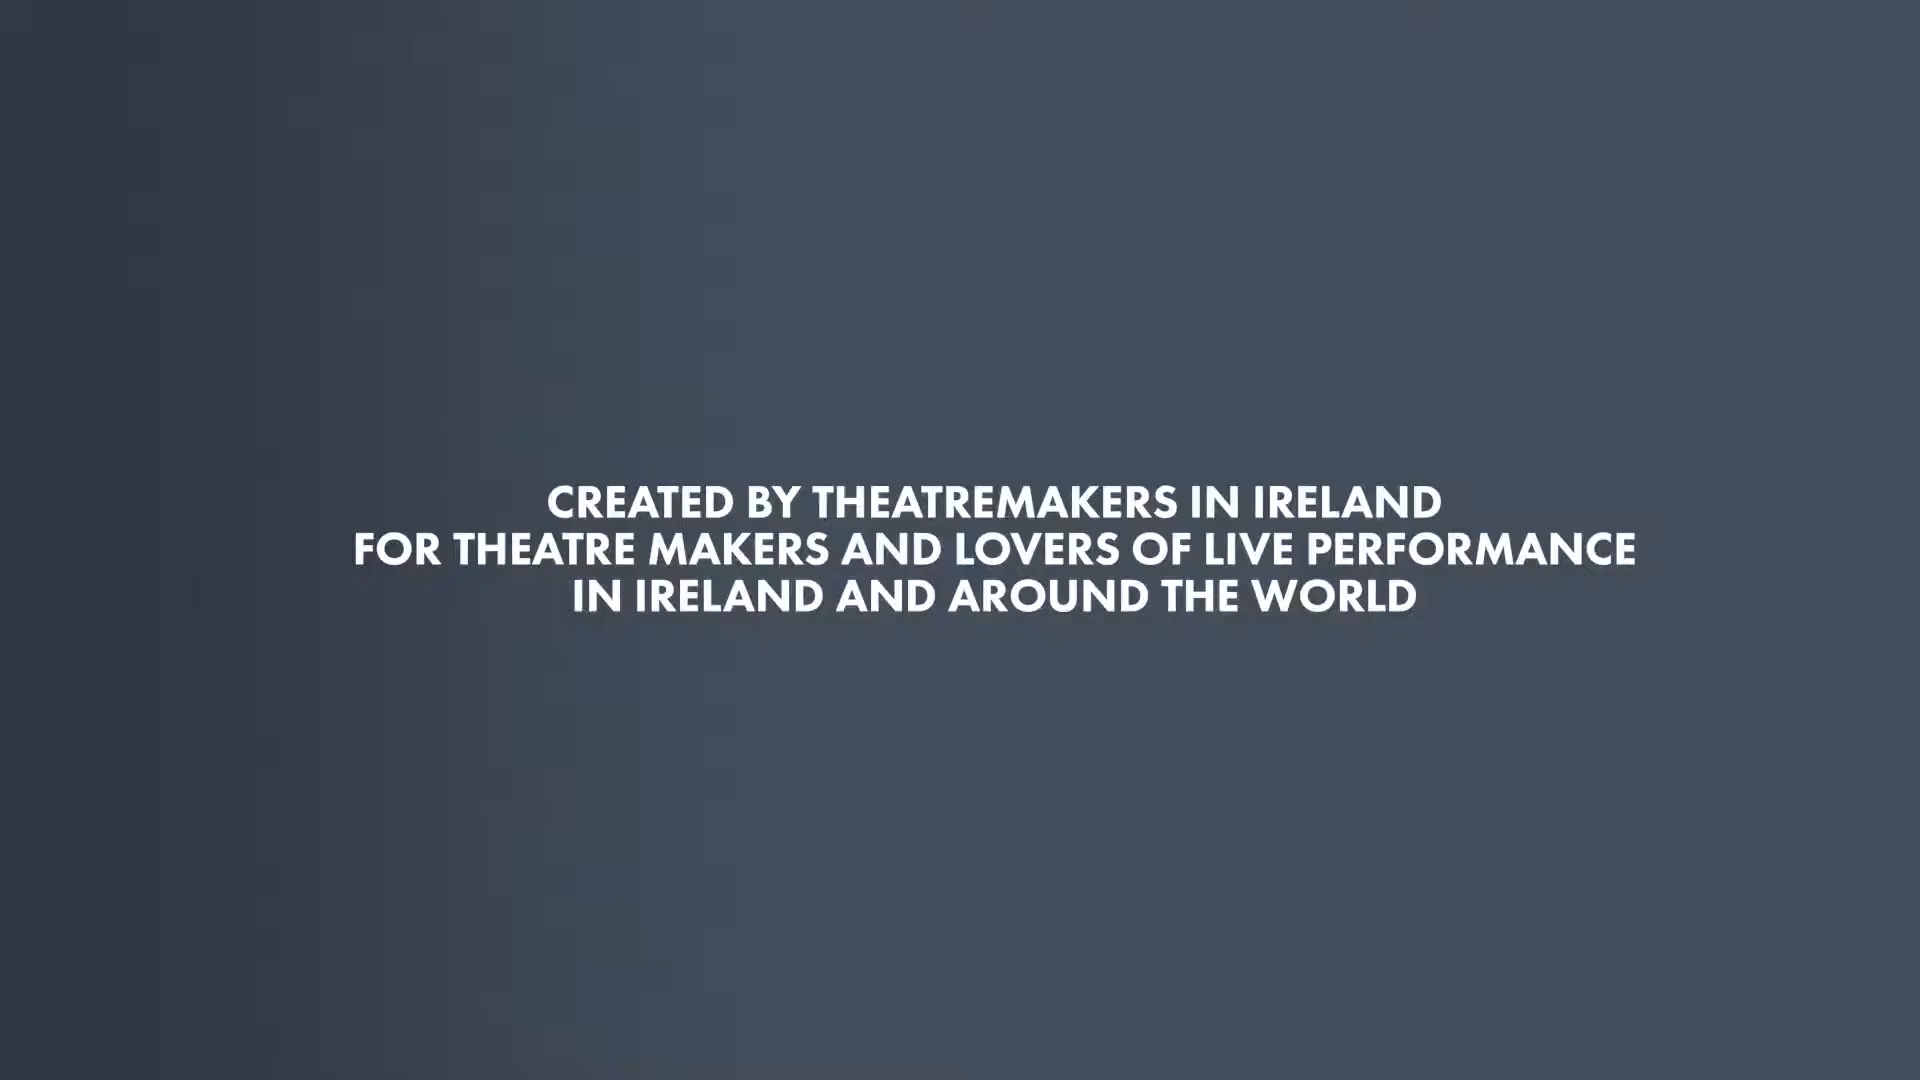 CREATED BY THEATREMAKERS IN IRELAND
FOR THEATRE MAKERS AND LOVERS OF LIVE PERFORMANCE
IN IRELAND AND AROUND THE WORLD